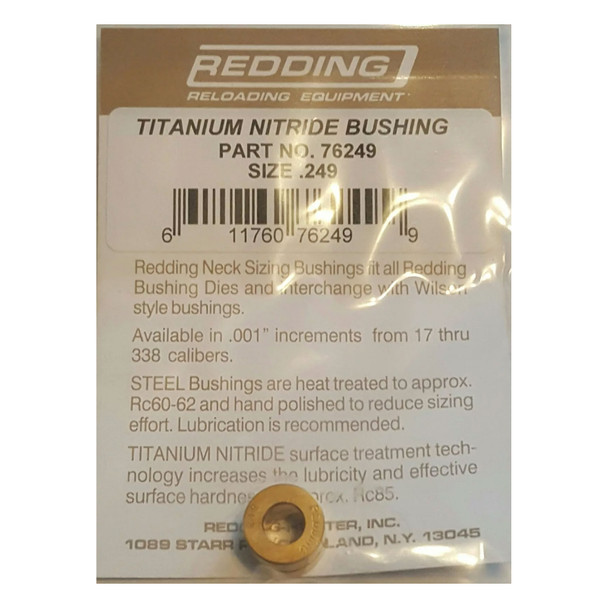 REDDING
RELOADING EQUIPMENT
TITANIUM NITRIDE BUSHING
PART NO. 76249
SIZE .249
6 11760 76249 9
Redding Neck Sizing Bushings fit all Redding
Bushing Dies and interchange with Wilson
style bushings.
Available in .001" increments from 17 thru
338 calibers.
STEEL Bushings are heat treated to approx.
Rc60-62 and hand polished to reduce sizing
effort. Lubrication is recommended.
TITANIUM NITRIDE surface treatment tech-
nology increases the lubricity and effective
surface Rc85.
INC.
1089 STARR N.Y. 13045